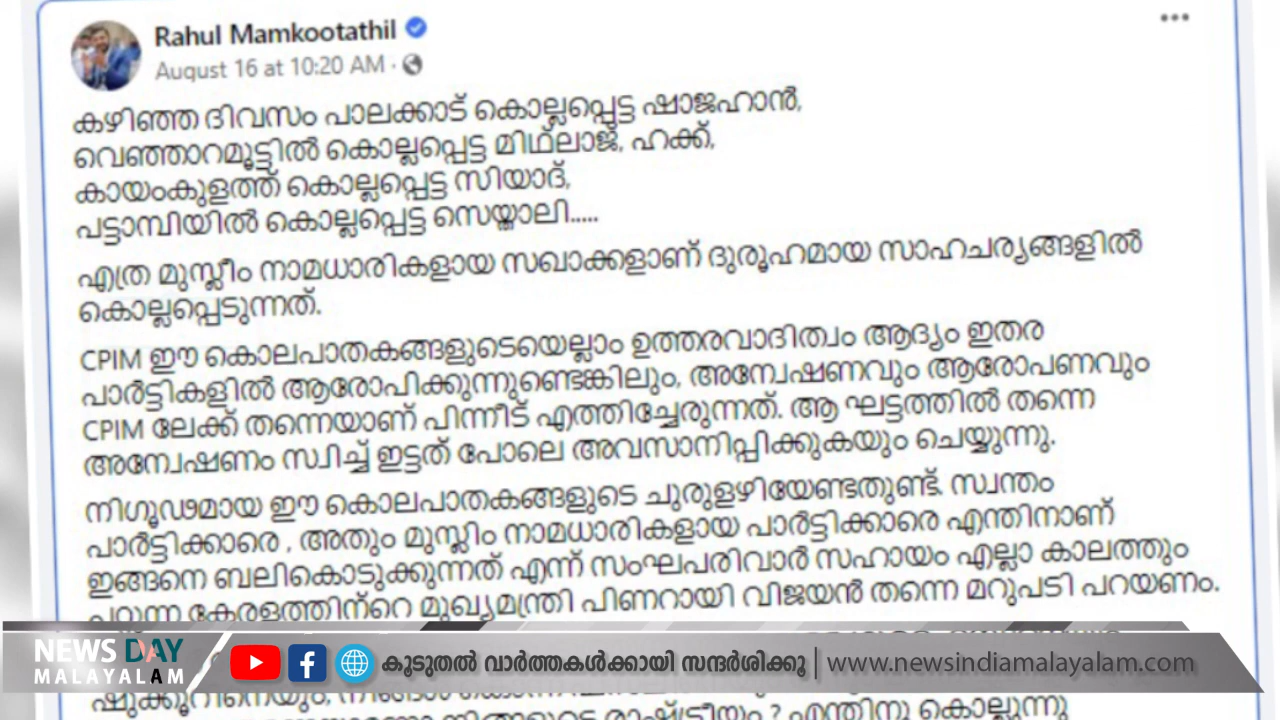 Rahul Mamkootathil
August 16 at 10:20 AM ·
കഴിഞ്ഞ ദിവസം പാലക്കാട് കൊല്ലപ്പെട്ട ഷാജഹാൻ,
വെഞ്ഞാറമൂട്ടിൽ കൊല്ലപ്പെട്ട മിഥ്‌ലാജ്, ഹക്ക്,
കായംകുളത്ത് കൊല്ലപ്പെട്ട സിയാദ്,
പട്ടാമ്പിയിൽ കൊല്ലപ്പെട്ട സെയ്താലി.....
എത്ര മുസ്ലീം നാമധാരികളായ സഖാക്കളാണ് ദുരൂഹമായ സാഹചര്യങ്ങളിൽ
കൊല്ലപ്പെടുന്നത്.
CPIM ഈ കൊലപാതകങ്ങളുടെയെല്ലാം ഉത്തരവാദിത്വം ആദ്യം ഇതര
പാർട്ടികളിൽ ആരോപിക്കുന്നുണ്ടെങ്കിലും, അന്വേഷണവും ആരോപണവും
CPIM ലേക്ക് തന്നെയാണ് പിന്നീട് എത്തിച്ചേരുന്നത്. ആ ഘട്ടത്തിൽ തന്നെ
അന്വേഷണം സ്വിച്ച് ഇട്ടത് പോലെ അവസാനിപ്പിക്കുകയും ചെയ്യുന്നു.
നിഗൂഢമായ ഈ കൊലപാതകങ്ങളുടെ ചുരുളഴിയേണ്ടതുണ്ട്. സ്വന്തം
പാർട്ടിക്കാരെ , അതും മുസ്ലിം നാമധാരികളായ പാർട്ടിക്കാരെ എന്തിനാണ്
ഇങ്ങനെ ബലികൊടുക്കുന്നത് എന്ന് സംഘപരിവാർ സഹായം എല്ലാ കാലത്തും
പറ്റുന്ന കേരളത്തിന്റെ മുഖ്യമന്ത്രി പിണറായി വിജയൻ തന്നെ മറുപടി പറയണം.
NEWS DAY
MALAYALAM
കൂടുതൽ വാർത്തകൾക്കായി സന്ദർശിക്കൂ | www.newsindiamalayalam.com
ഷുക്കൂറിനെയും,
രാഷ്ട്രീയം ? എന്തിനു കൊല്ലുന്നു